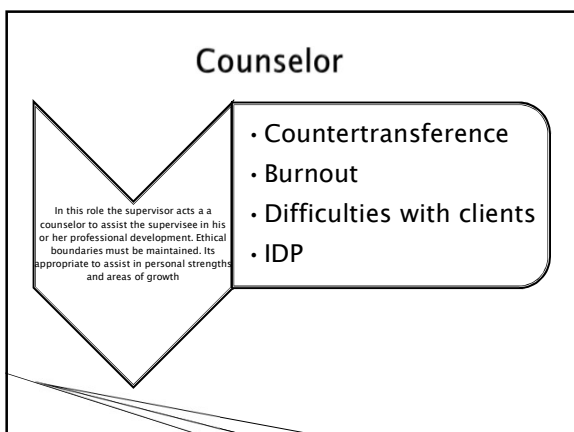 Counselor
In this role the supervisor acts a a
counselor to assist the supervisee in his
or her professional development. Ethical
boundaries must be maintained. Its
appropriate to assist in personal strengths
and areas of growth
• Countertransference
• Burnout
• Difficulties with clients
• IDP